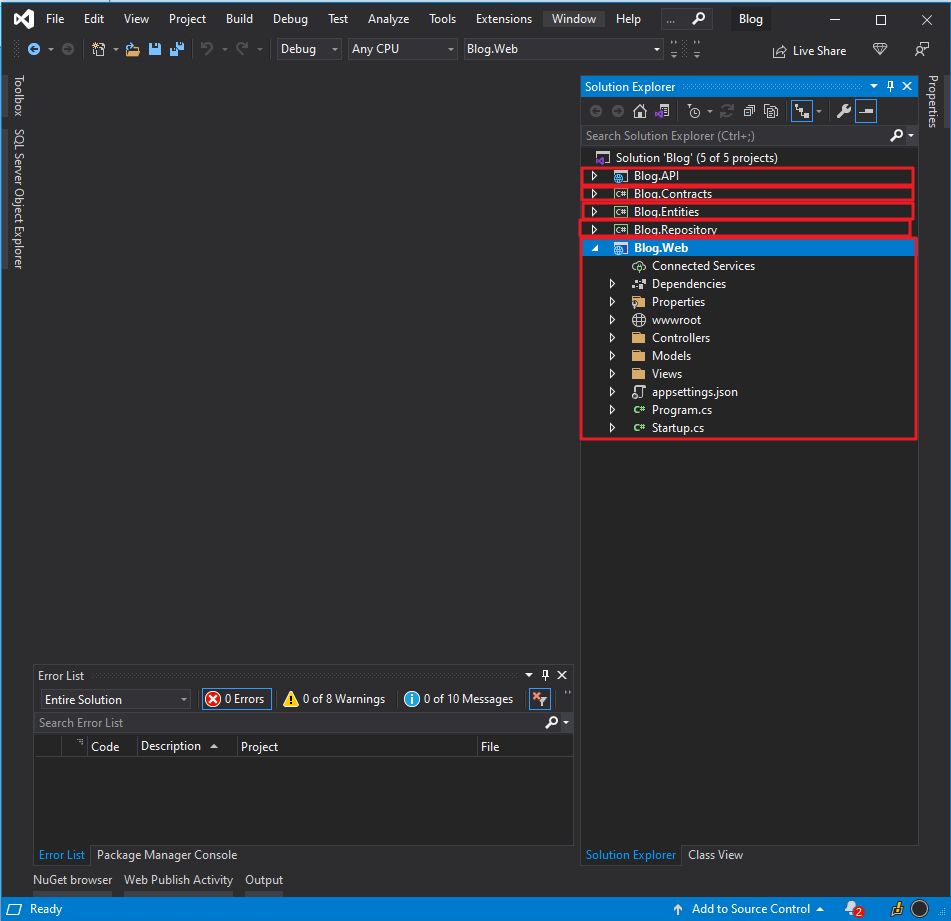 File Edit View Project Build Debug Test Analyze Tools Extensions Window Help ... Blog
Debug Any CPU Blog.Web Live Share
Toolbox
SQL Server Object Explorer
Solution Explorer
Properties
Search Solution Explorer (Ctrl+;)
Solution 'Blog' (5 of 5 projects)
Blog.API
C# Blog.Contracts
C# Blog.Entities
C# Blog.Repository
Blog.Web
Connected Services
Dependencies
Properties
wwwroot
Controllers
Models
Views
appsettings.json
C# Program.cs
C# Startup.cs
Error List
Entire Solution 0 Errors 0 of 8 Warnings 0 of 10 Messages
Search Error List
Code Description Project File
Error List Package Manager Console
Solution Explorer Class View
NuGet browser Web Publish Activity Output
Ready Add to Source Control 2